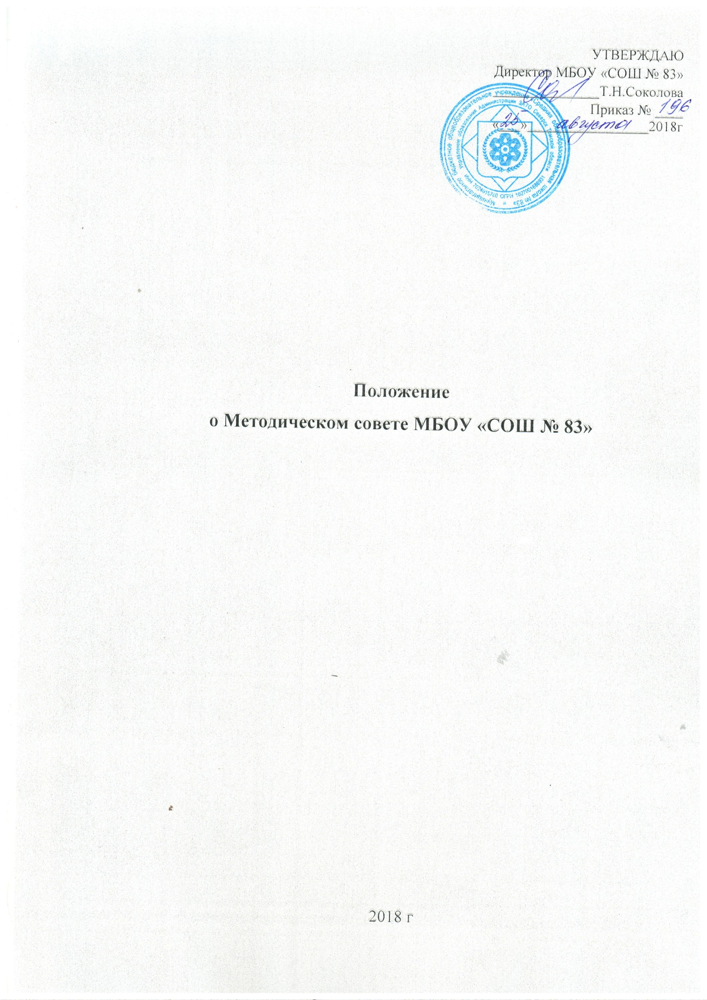 УТВЕРЖДАЮ
Директор МБОУ «СОШ № 83»
Т.Н.Соколова
Приказ № 196
«25» августа 2018г
Муниципальное бюджетное общеобразовательное учреждение «Средняя общеобразовательная школа № 83» *
Управление образования Администрации ЗАТО Северск Томской области
ИНН 7024015760 ОГРН 1027001686931
Положение
о Методическом совете МБОУ «СОШ № 83»
2018 г